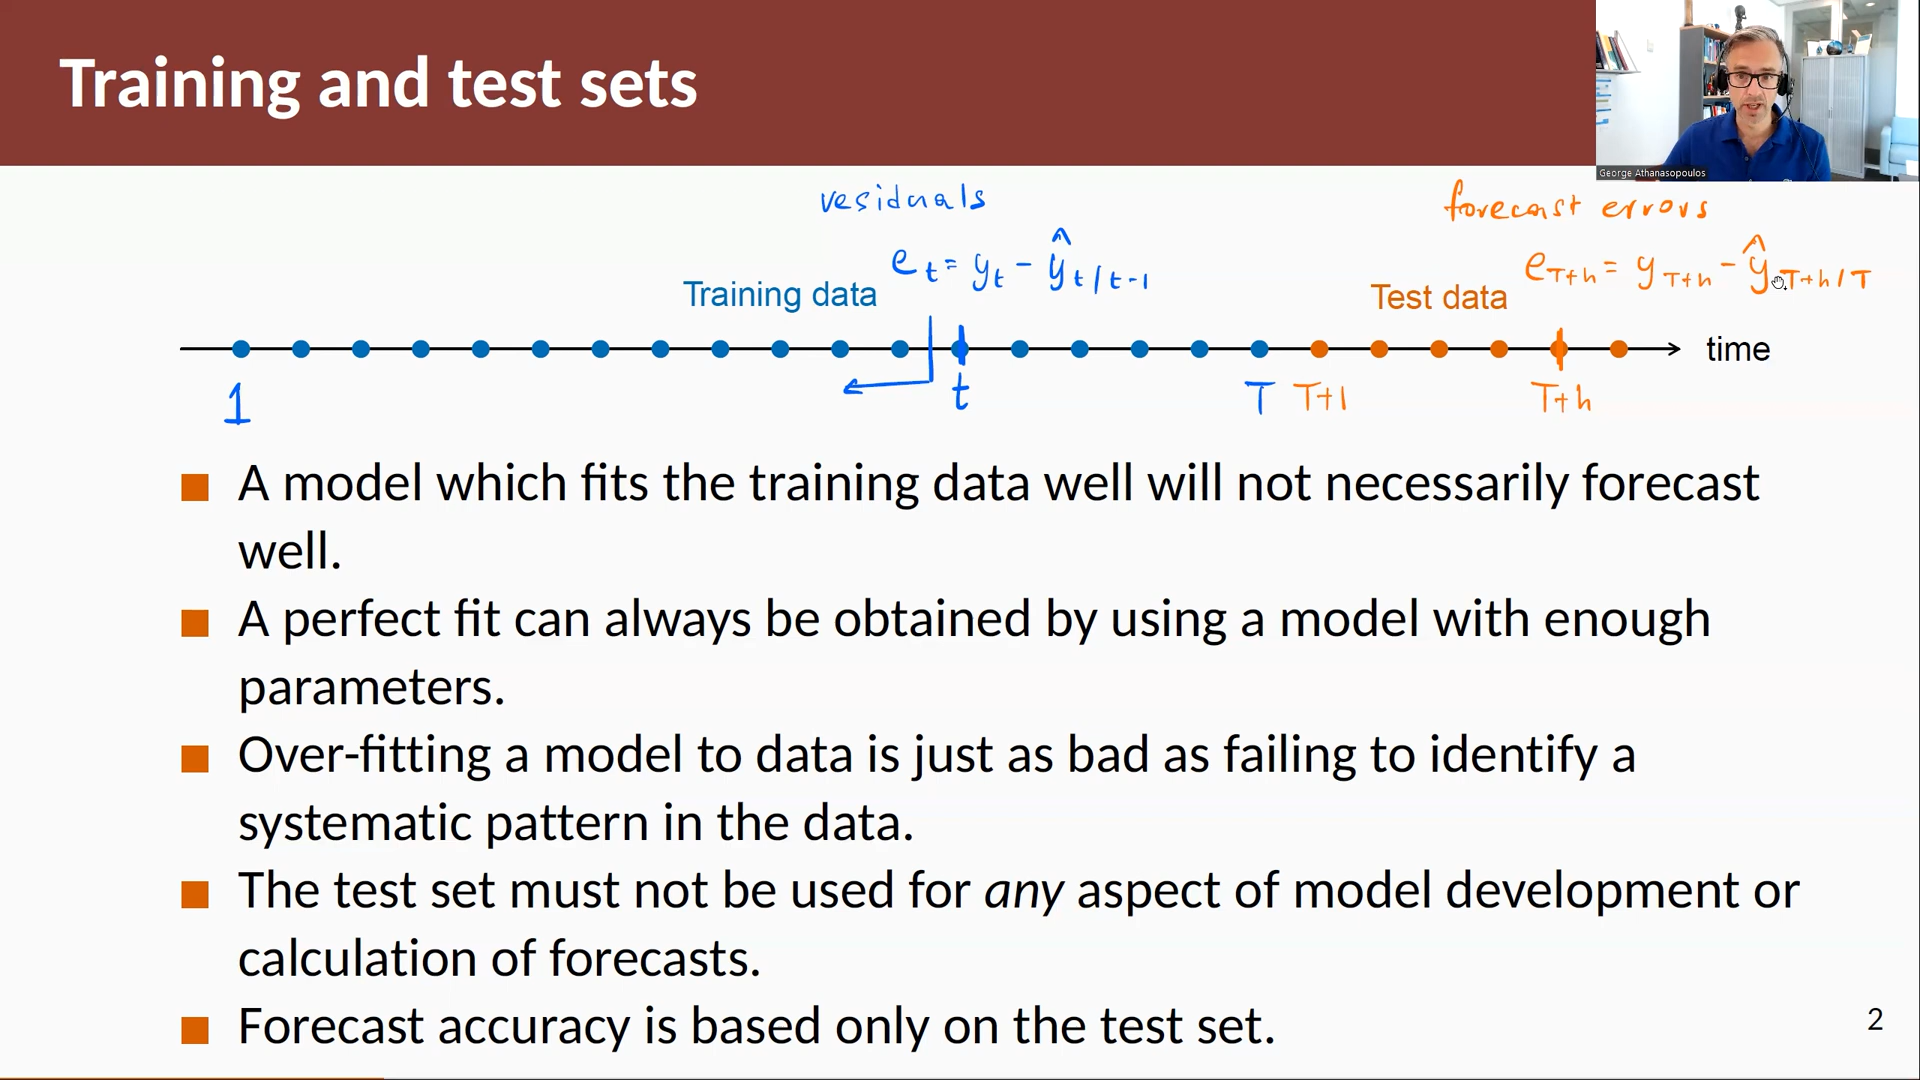 Training and test sets
George Athanasopoulos
residuals
forecast errors
e_t = y_t - ŷ_t/t-1
e_T+h = y_T+h - ŷ_T+h/T
Training data
Test data
time
1
t
T
T+1
T+h
A model which fits the training data well will not necessarily forecast
well.
A perfect fit can always be obtained by using a model with enough
parameters.
Over-fitting a model to data is just as bad as failing to identify a
systematic pattern in the data.
The test set must not be used for any aspect of model development or
calculation of forecasts.
Forecast accuracy is based only on the test set.
2